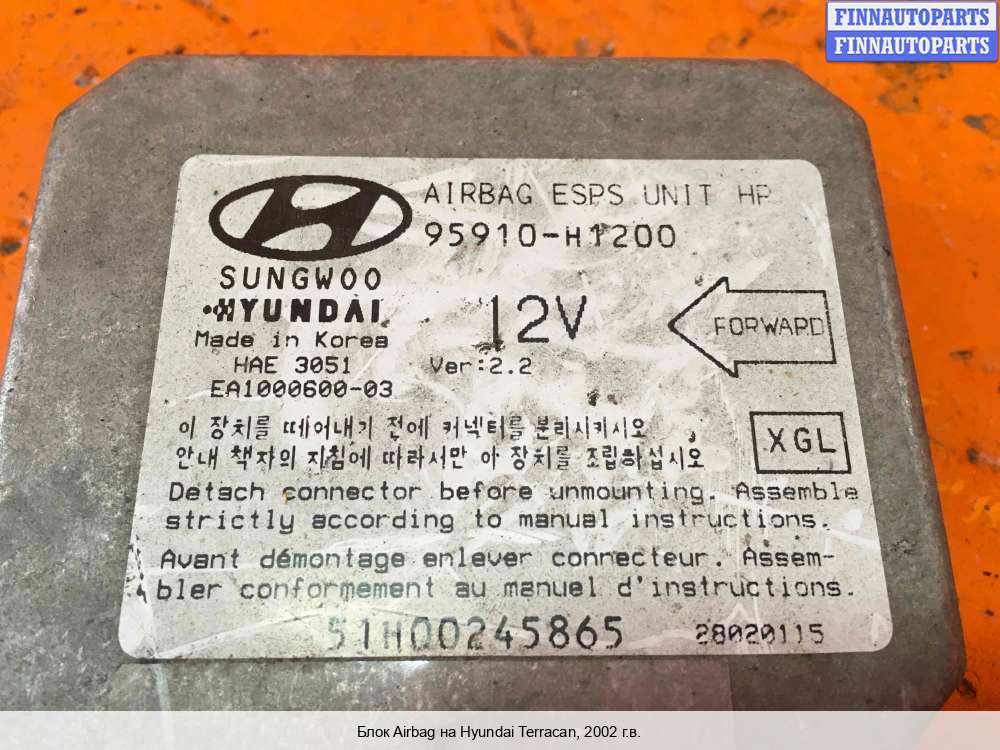 FINNAUTOPARTS
FINNAUTOPARTS
AIRBAG ESPS UNIT HP
95910-H1200
SUNGWOO
HYUNDAI
12V
FORWARD
Made in Korea
HAE 3051
Ver:2.2
EA1000600-03
이 장치를 떼어내기 전에 커넥터를 분리시키시오
안내 책자의 지침에 따라서만 이 장치를 조립하십시오
XGL
Detach connector before unmounting. Assemble
strictly according to manual instructions.
Avant démontage enlever connecteur. Assem-
bler conformement au manuel d'instructions.
51H00245865
28020115
Блок Airbag на Hyundai Terracan, 2002 г.в.